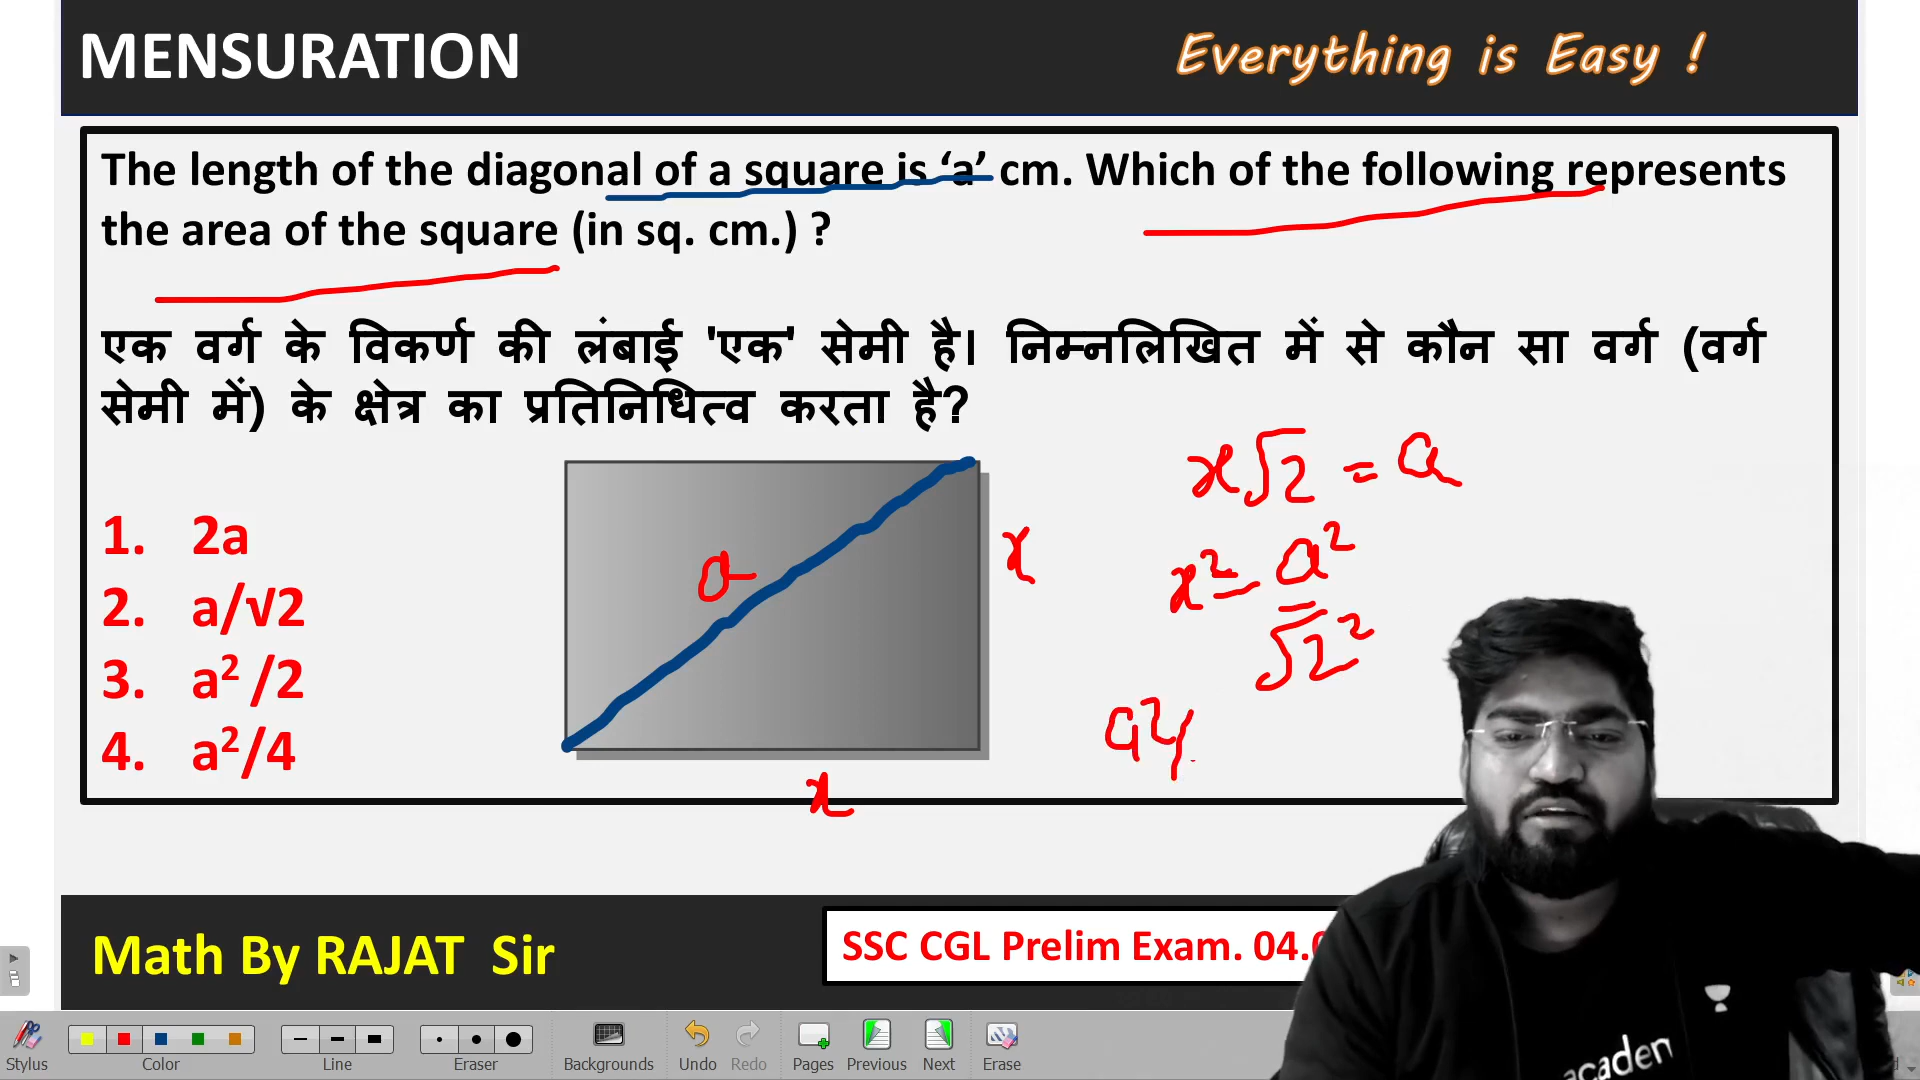 MENSURATION
Everything is Easy !
The length of the diagonal of a square is ‘a’ cm. Which of the following represents
the area of the square (in sq. cm.) ?
एक वर्ग के विकर्ण की लंबाई 'एक' सेमी है। निम्नलिखित में से कौन सा वर्ग (वर्ग
सेमी में) के क्षेत्र का प्रतिनिधित्व करता है?
1. 2a
2. a/√2
3. a² /2
4. a²/4
a
x
x
x√2 = a
x² = a²
√2²
a²/
Math By RAJAT Sir
SSC CGL Prelim Exam. 04.
academ
Stylus
Color
Line
Eraser
Backgrounds
Undo
Redo
Pages
Previous
Next
Erase